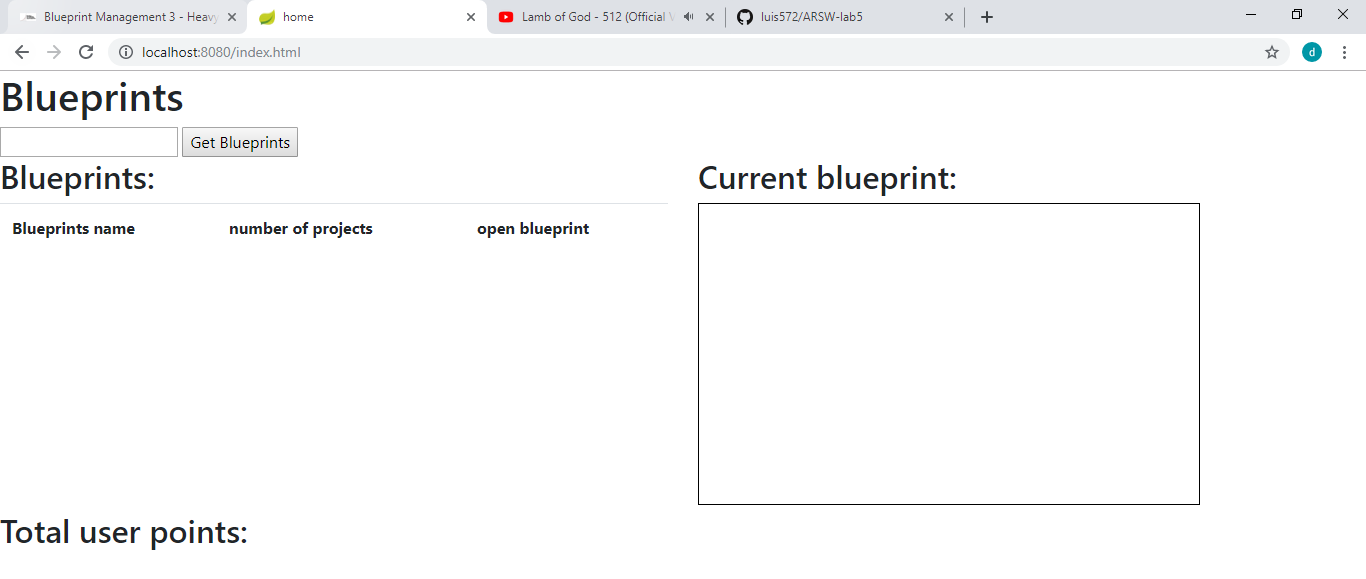 Blueprint Management 3 - Heavy
home
Lamb of God - 512 (Official V
luis572/ARSW-lab5
localhost:8080/index.html
d
Blueprints
Get Blueprints
Blueprints:
Blueprints name number of projects open blueprint
Current blueprint:
Total user points: